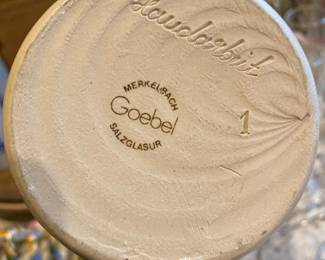 Handarbeit
MERKELBACH
Goebel
SALZGLASUR
1